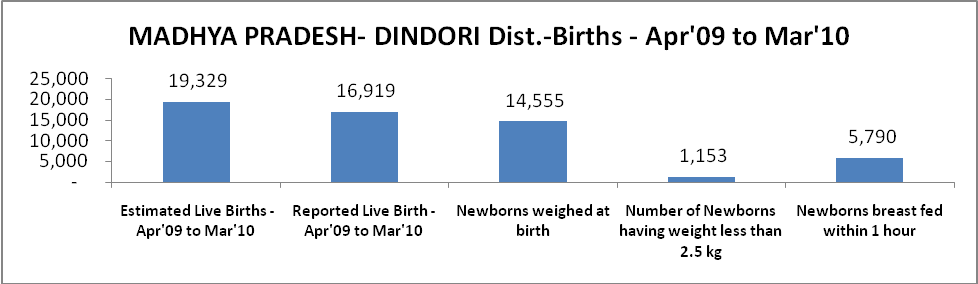 MADHYA PRADESH- DINDORI Dist.-Births - Apr'09 to Mar'10
25,000
20,000
15,000
10,000
5,000
-
19,329
16,919
14,555
1,153
5,790
Estimated Live Births -
Apr'09 to Mar'10
Reported Live Birth -
Apr'09 to Mar'10
Newborns weighed at
birth
Number of Newborns
having weight less than
2.5 kg
Newborns breast fed
within 1 hour